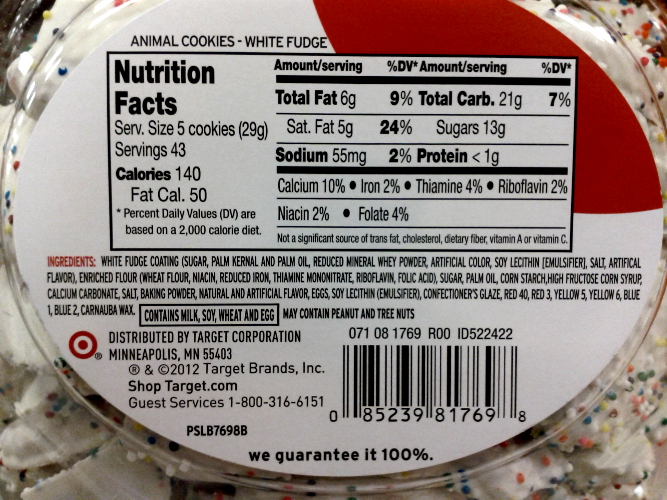 ANIMAL COOKIES - WHITE FUDGE
Nutrition
Facts
Serv. Size 5 cookies (29g)
Servings 43
Calories 140
Fat Cal. 50
* Percent Daily Values (DV) are
based on a 2,000 calorie diet.
Amount/serving %DV* Amount/serving %DV*
Total Fat 6g 9% Total Carb. 21g 7%
Sat. Fat 5g 24% Sugars 13g
Sodium 55mg 2% Protein < 1g
Calcium 10% • Iron 2% • Thiamine 4% • Riboflavin 2%
Niacin 2% • Folate 4%
Not a significant source of trans fat, cholesterol, dietary fiber, vitamin A or vitamin C.
INGREDIENTS: WHITE FUDGE COATING (SUGAR, PALM KERNAL AND PALM OIL, REDUCED MINERAL WHEY POWDER, ARTIFICIAL COLOR, SOY LECITHIN [EMULSIFIER], SALT, ARTIFICAL
FLAVOR), ENRICHED FLOUR (WHEAT FLOUR, NIACIN, REDUCED IRON, THIAMINE MONONITRATE, RIBOFLAVIN, FOLIC ACID), SUGAR, PALM OIL, CORN STARCH,HIGH FRUCTOSE CORN SYRUP,
CALCIUM CARBONATE, SALT, BAKING POWDER, NATURAL AND ARTIFICIAL FLAVOR, EGGS, SOY LECITHIN (EMULSIFIER), CONFECTIONER'S GLAZE, RED 40, RED 3, YELLOW 5, YELLOW 6, BLUE
1, BLUE 2, CARNAUBA WAX. CONTAINS MILK, SOY, WHEAT AND EGG MAY CONTAIN PEANUT AND TREE NUTS
® DISTRIBUTED BY TARGET CORPORATION
MINNEAPOLIS, MN 55403
® & ©2012 Target Brands, Inc.
Shop Target.com
Guest Services 1-800-316-6151
PSLB7698B
071 08 1769 R00 ID522422
0 85239 81769 8
we guarantee it 100%.